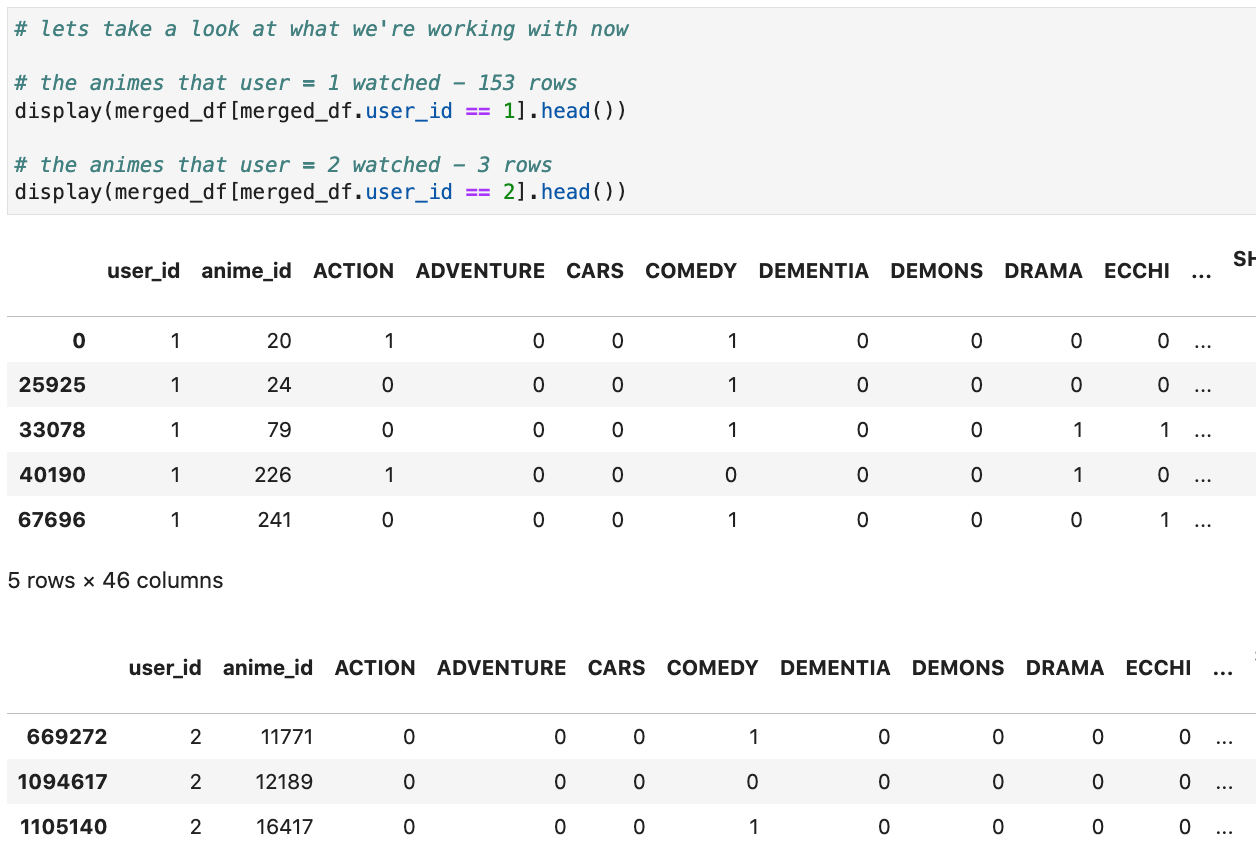 # lets take a look at what we're working with now
# the animes that user = 1 watched – 153 rows
display(merged_df[merged_df.user_id == 1].head())
# the animes that user = 2 watched – 3 rows
display(merged_df[merged_df.user_id == 2].head())
user_id anime_id ACTION ADVENTURE CARS COMEDY DEMENTIA DEMONS DRAMA ECCHI ...
0 1 20 1 0 0 1 0 0 0 0 ...
25925 1 24 0 0 0 1 0 0 0 0 ...
33078 1 79 0 0 0 1 0 0 1 1 ...
40190 1 226 1 0 0 0 0 0 1 0 ...
67696 1 241 0 0 0 1 0 0 0 1 ...
5 rows × 46 columns
user_id anime_id ACTION ADVENTURE CARS COMEDY DEMENTIA DEMONS DRAMA ECCHI ...
669272 2 11771 0 0 0 1 0 0 0 0 ...
1094617 2 12189 0 0 0 0 0 0 0 0 ...
1105140 2 16417 0 0 0 1 0 0 0 0 ...